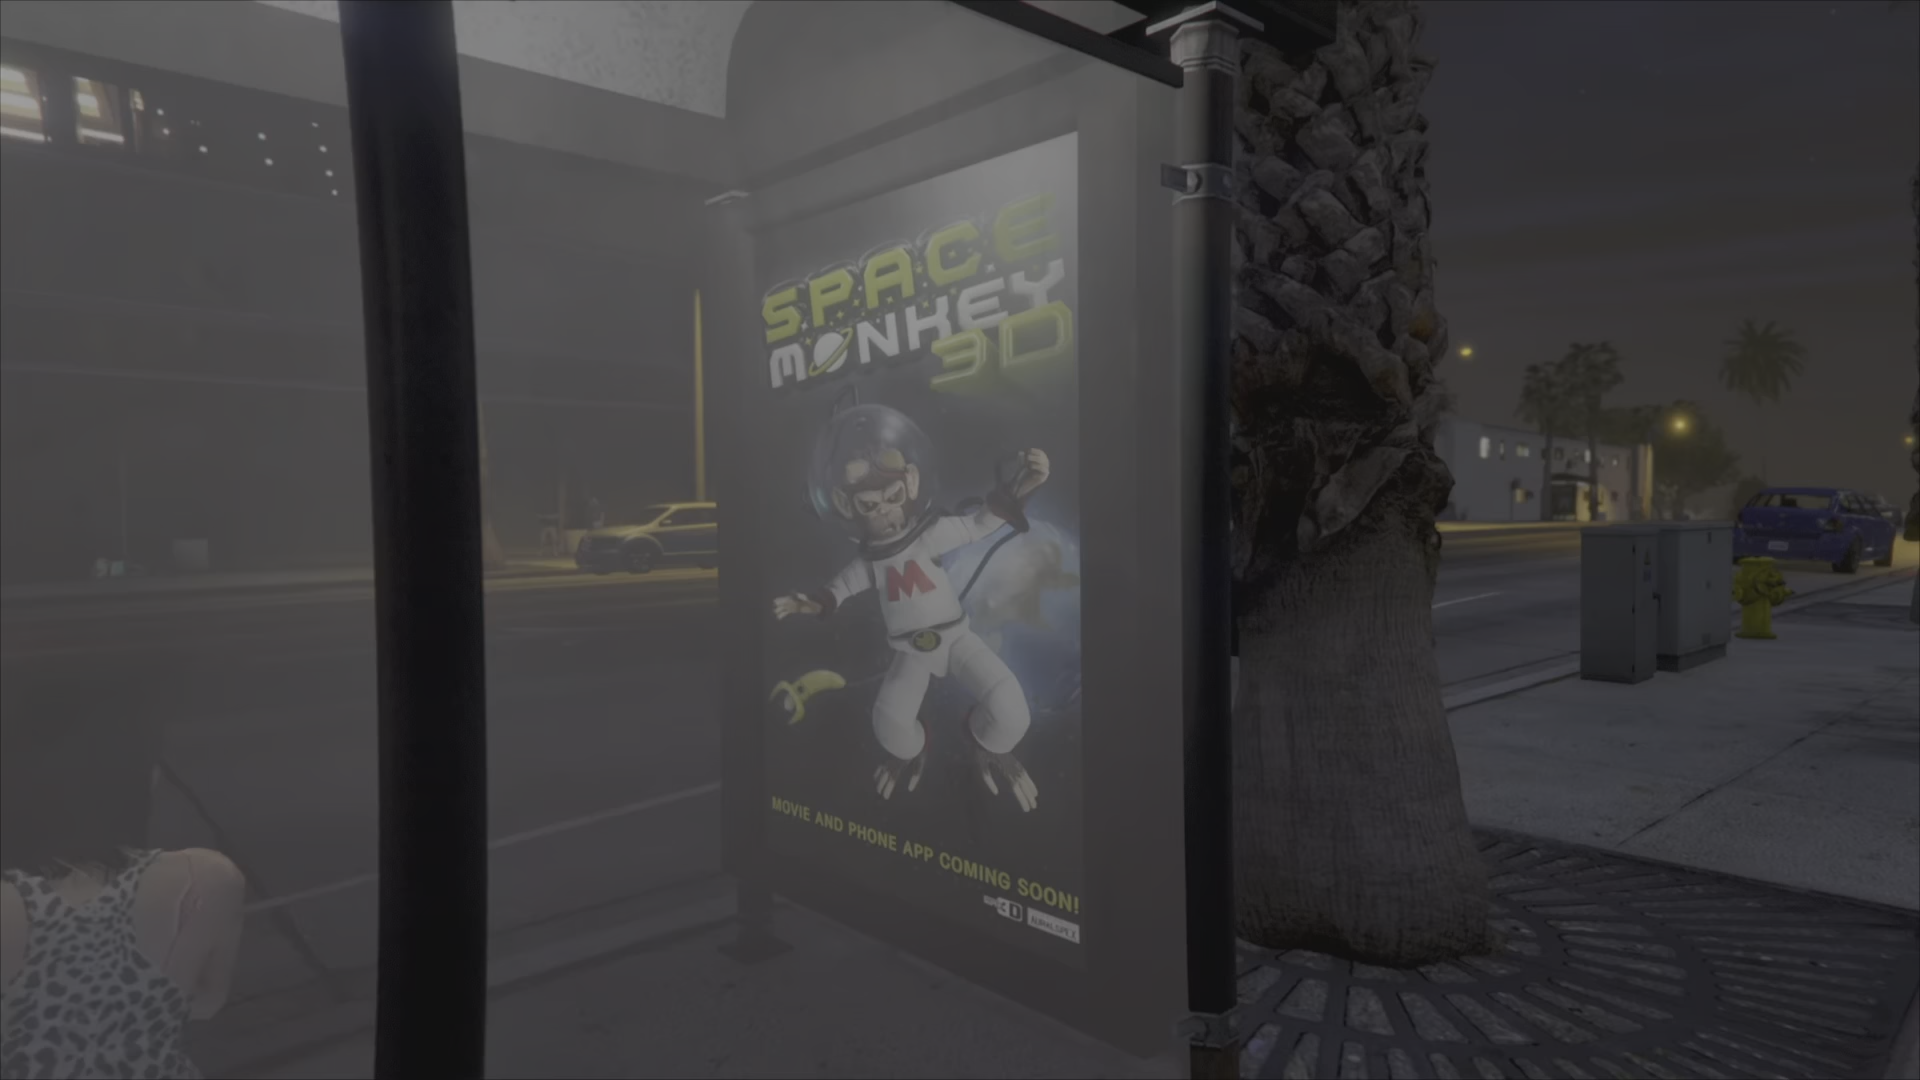 SPACE
MONKEY
3D
M
MOVIE AND PHONE APP COMING SOON!